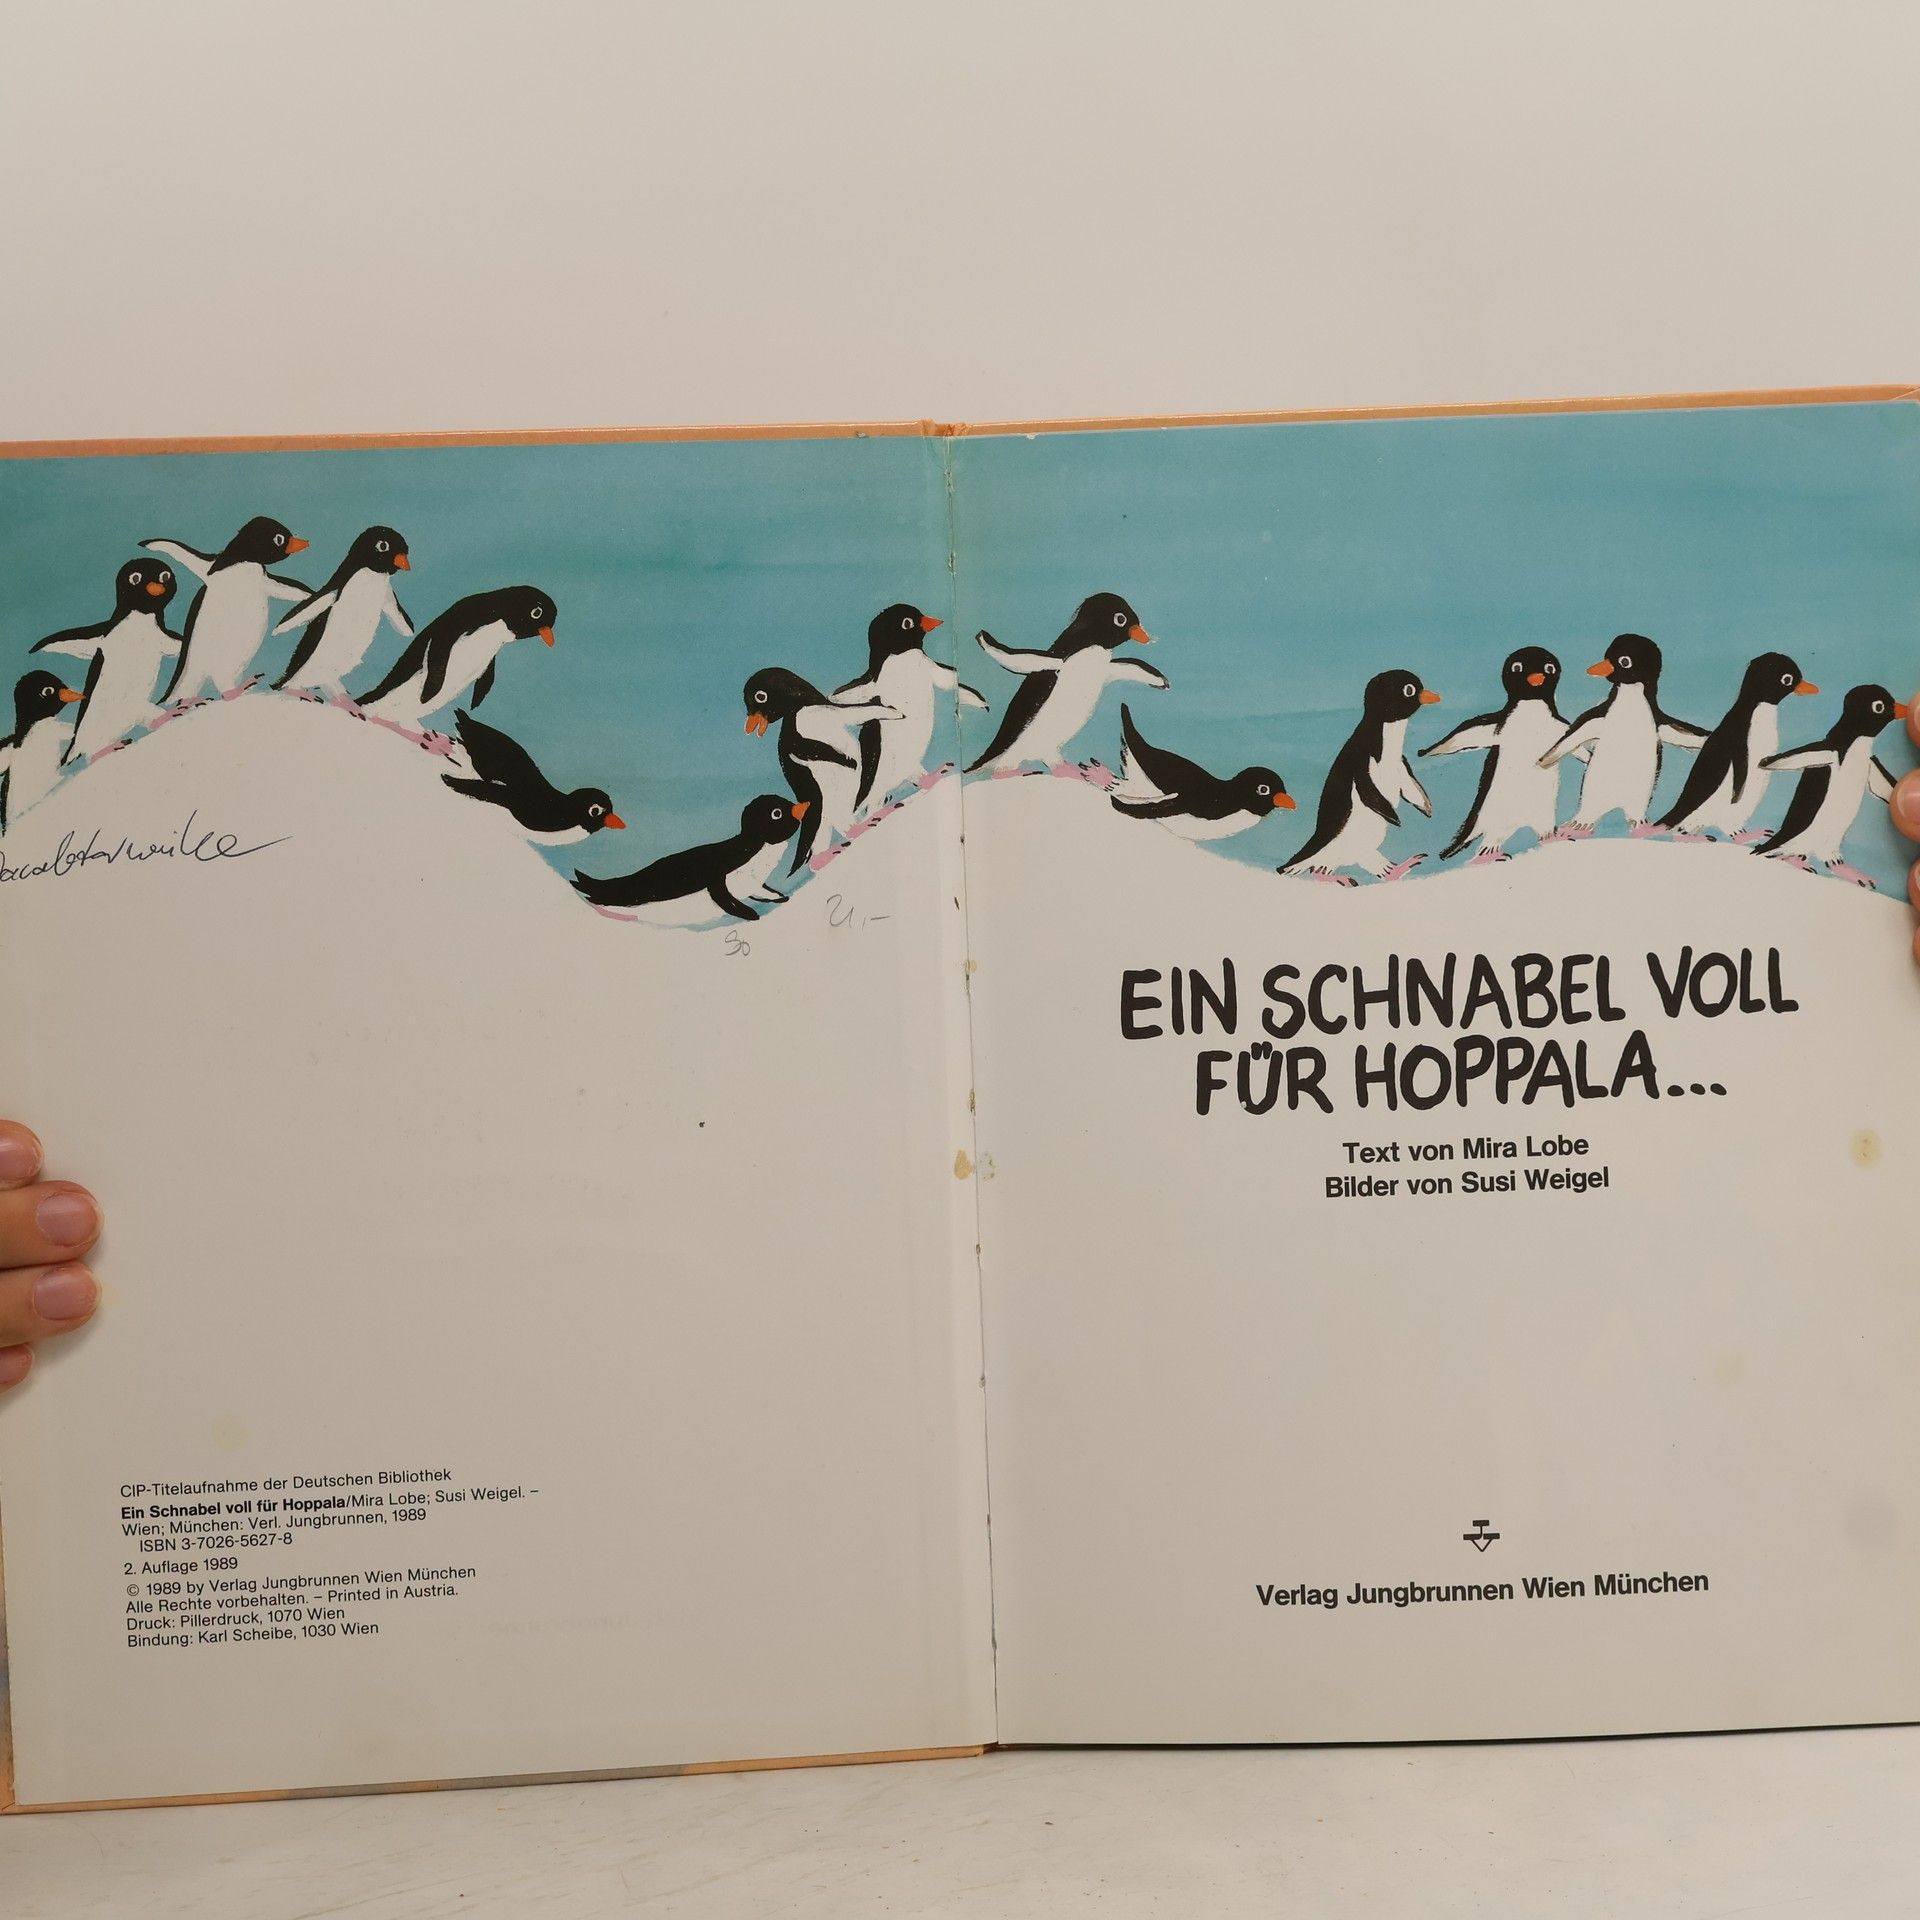 21,-
CIP-Titelaufnahme der Deutschen Bibliothek
Ein Schnabel voll für Hoppala/Mira Lobe; Susi Weigel. –
Wien; München: Verl. Jungbrunnen, 1989
ISBN 3-7026-5627-8
2. Auflage 1989
© 1989 by Verlag Jungbrunnen Wien München
Alle Rechte vorbehalten. – Printed in Austria.
Druck: Pillerdruck, 1070 Wien
Bindung: Karl Scheibe, 1030 Wien
EIN SCHNABEL VOLL
FÜR HOPPALA...
Text von Mira Lobe
Bilder von Susi Weigel
Verlag Jungbrunnen Wien München